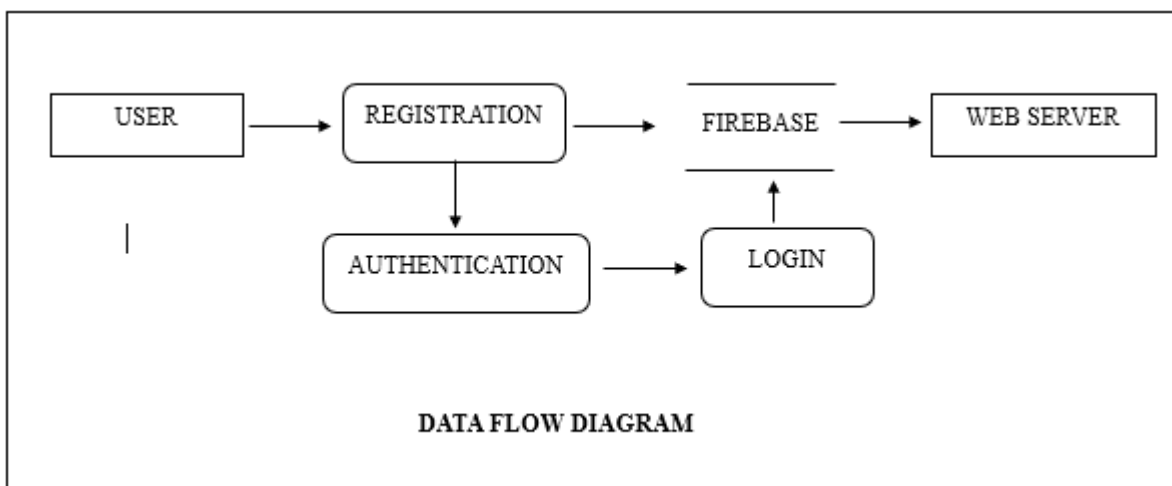 USER
REGISTRATION
FIREBASE
WEB SERVER
AUTHENTICATION
LOGIN
DATA FLOW DIAGRAM